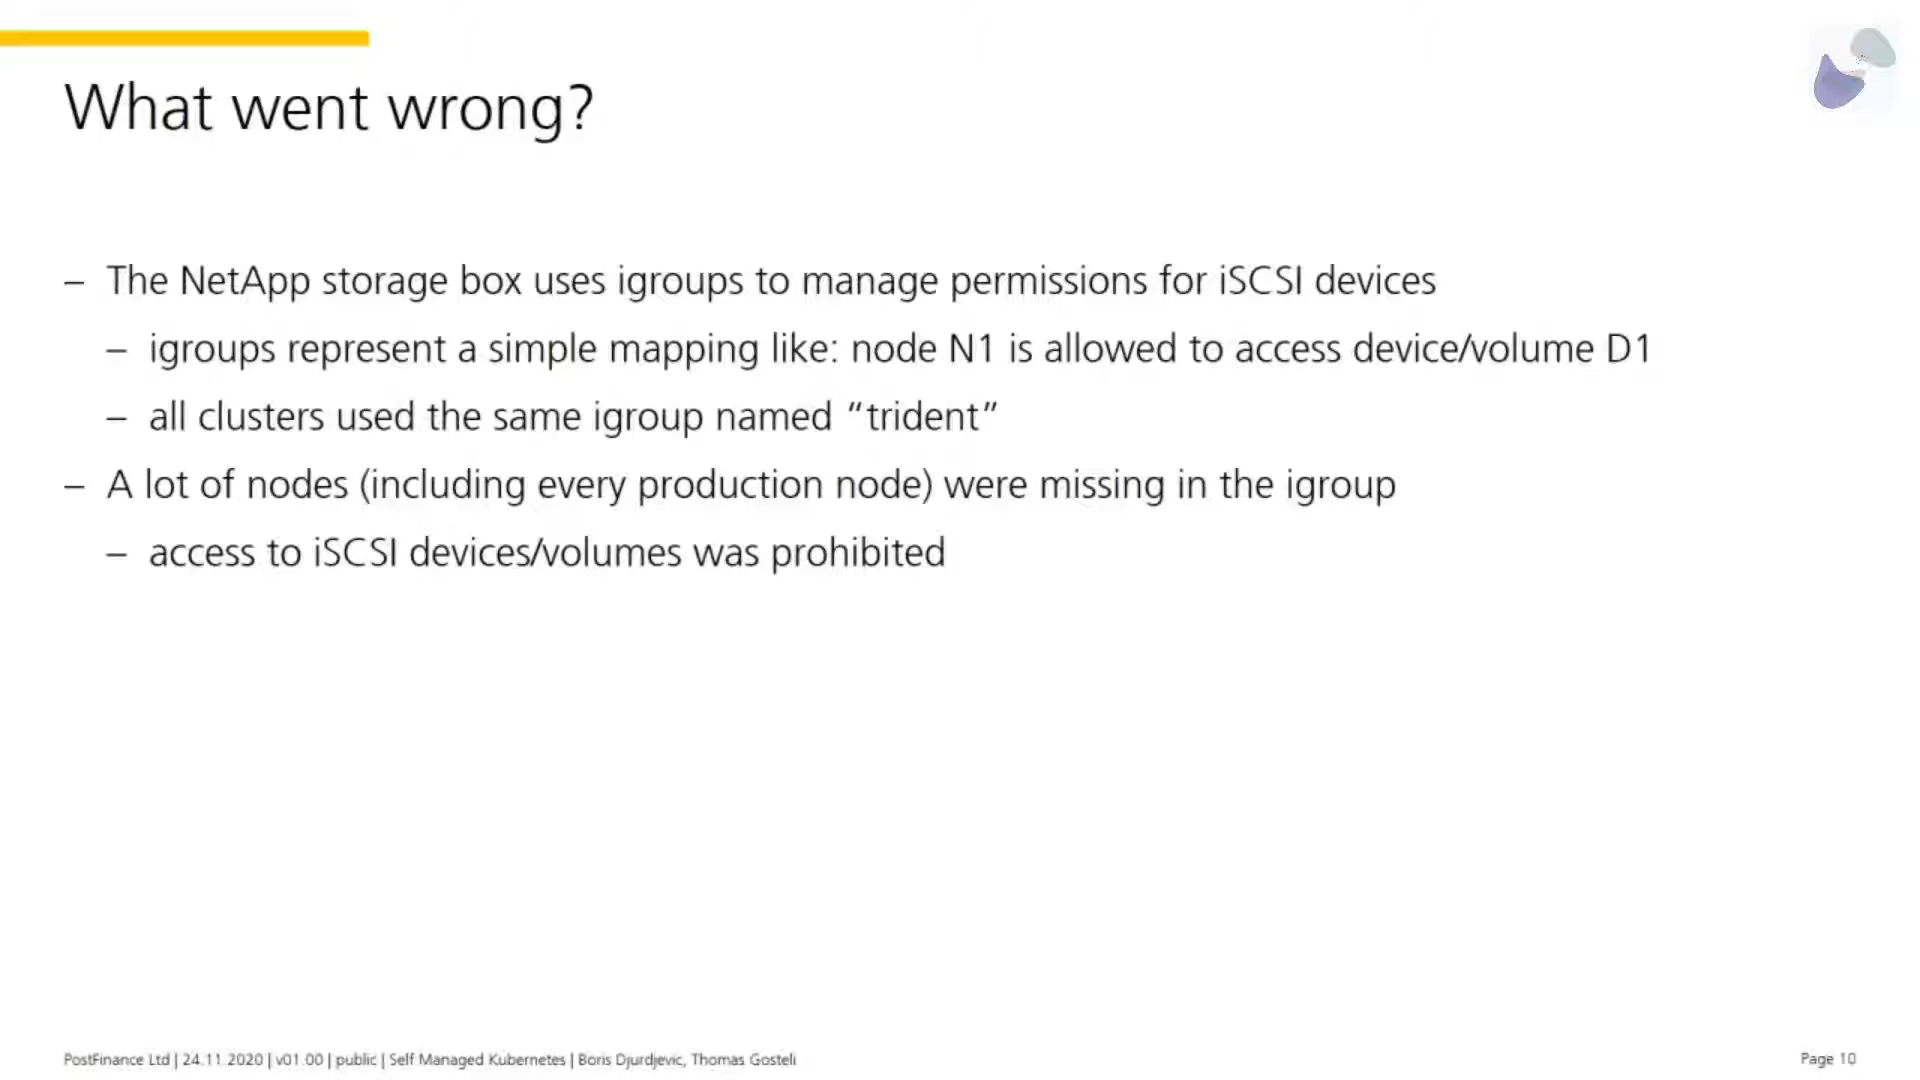 What went wrong?
– The NetApp storage box uses igroups to manage permissions for iSCSI devices
– igroups represent a simple mapping like: node N1 is allowed to access device/volume D1
– all clusters used the same igroup named “trident”
– A lot of nodes (including every production node) were missing in the igroup
– access to iSCSI devices/volumes was prohibited
PostFinance Ltd | 24.11.2020 | v01.00 | public | Self Managed Kubernetes | Boris Djurdjevic, Thomas Gosteli
Page 10